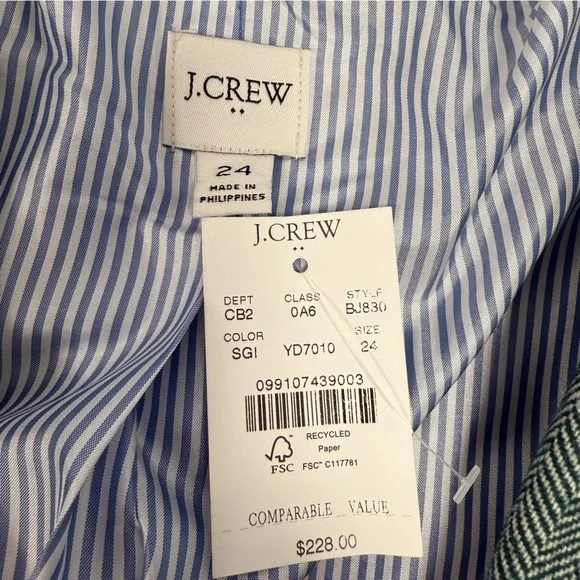 J.CREW
24
MADE IN
PHILIPPINES
J.CREW
DEPT CLASS STYLE
CB2 0A6 BJ830
COLOR SIZE
SGI YD7010 24
099107439003
RECYCLED
Paper
FSC FSC™ C117781
COMPARABLE VALUE
$228.00